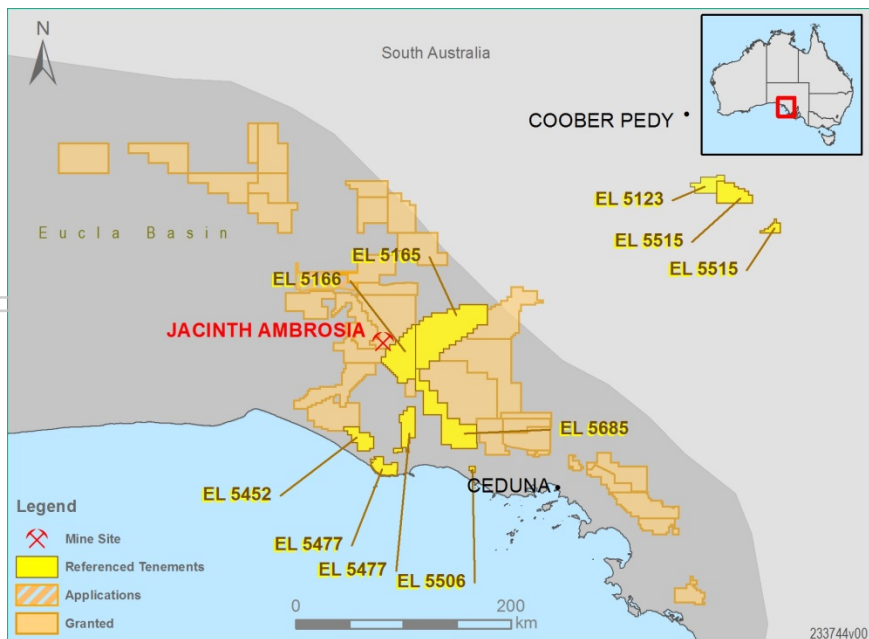 N
South Australia
COOBER PEDY
EL 5123
EL 5515
EL 5515
Eucla Basin
EL 5165
EL 5166
JACINTH AMBROSIA
EL 5685
EL 5452
CEDUNA
EL 5477
EL 5477
EL 5506
Legend
Mine Site
Referenced Tenements
Applications
Granted
0 200
km
233744v00